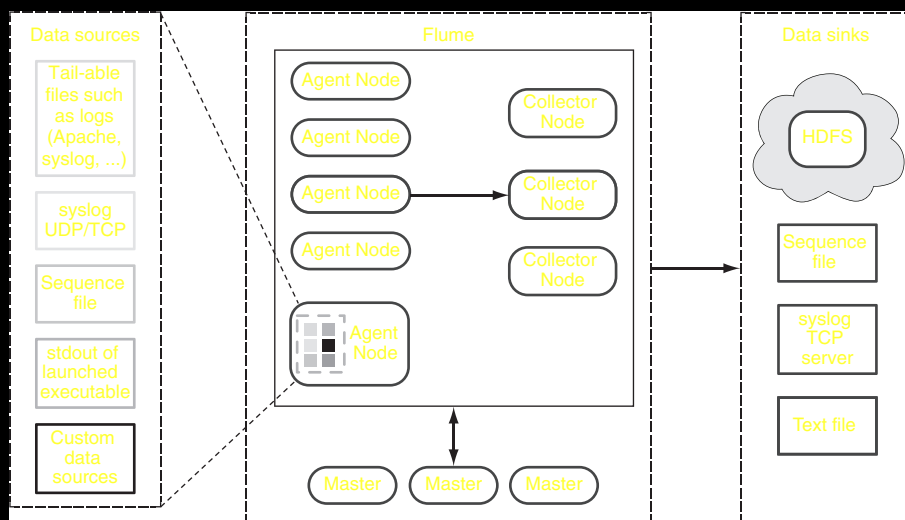 Data sources
Tail-able
files such
as logs
(Apache,
syslog, ...)
syslog
UDP/TCP
Sequence
file
stdout of
launched
executable
Custom
data
sources
Flume
Agent Node
Agent Node
Agent Node
Agent Node
Agent
Node
Collector
Node
Collector
Node
Collector
Node
Master
Master
Master
Data sinks
HDFS
Sequence
file
syslog
TCP
server
Text file